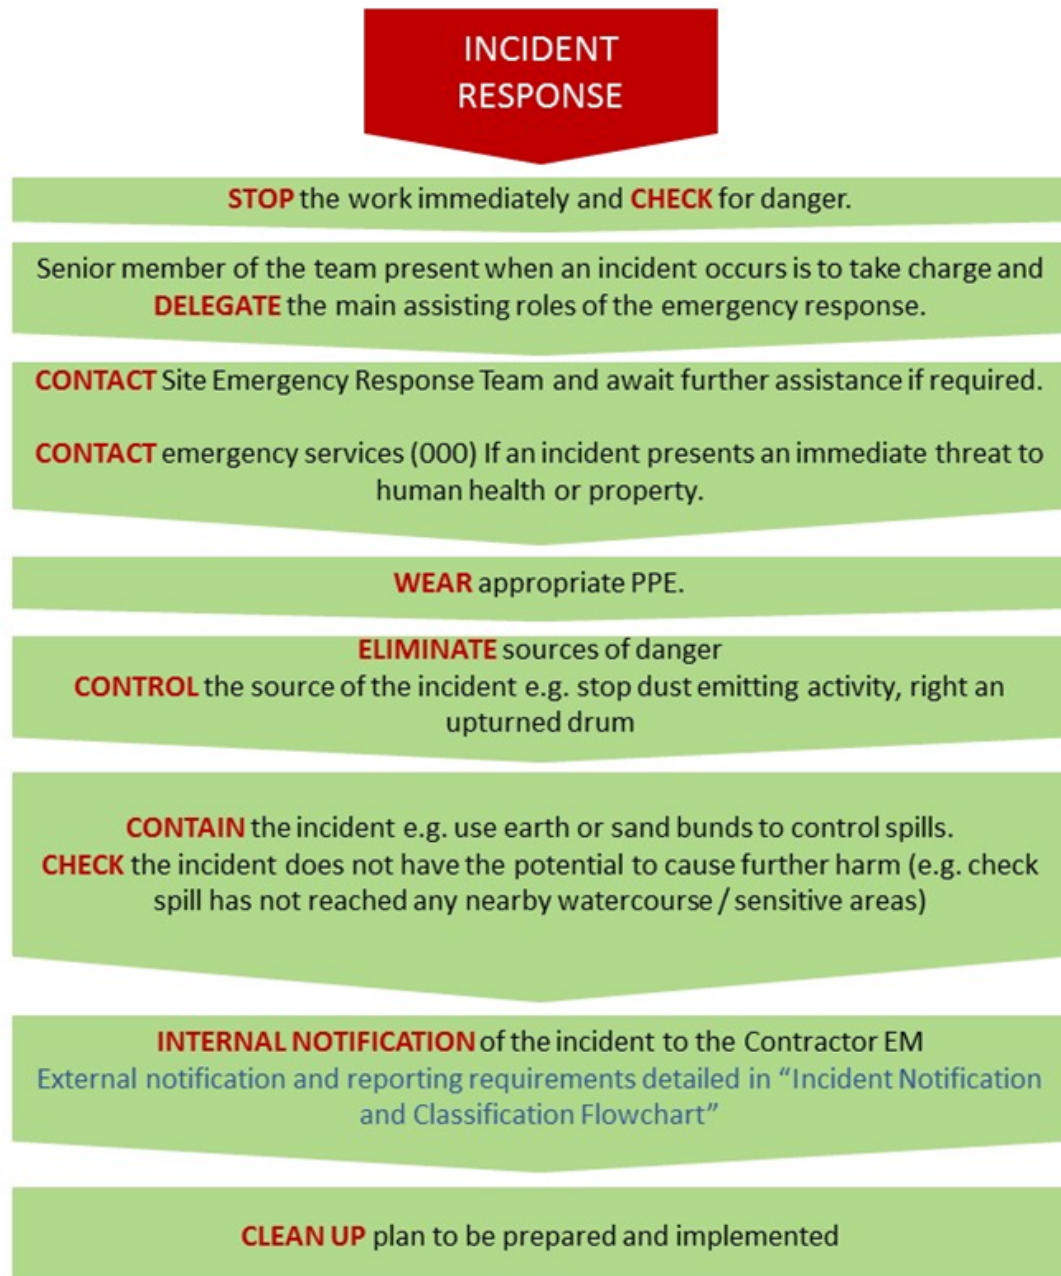 INCIDENT
RESPONSE
STOP the work immediately and CHECK for danger.
Senior member of the team present when an incident occurs is to take charge and
DELEGATE the main assisting roles of the emergency response.
CONTACT Site Emergency Response Team and await further assistance if required.
CONTACT emergency services (000) If an incident presents an immediate threat to
human health or property.
WEAR appropriate PPE.
ELIMINATE sources of danger
CONTROL the source of the incident e.g. stop dust emitting activity, right an
upturned drum
CONTAIN the incident e.g. use earth or sand bunds to control spills.
CHECK the incident does not have the potential to cause further harm (e.g. check
spill has not reached any nearby watercourse / sensitive areas)
INTERNAL NOTIFICATION of the incident to the Contractor EM
External notification and reporting requirements detailed in “Incident Notification
and Classification Flowchart”
CLEAN UP plan to be prepared and implemented